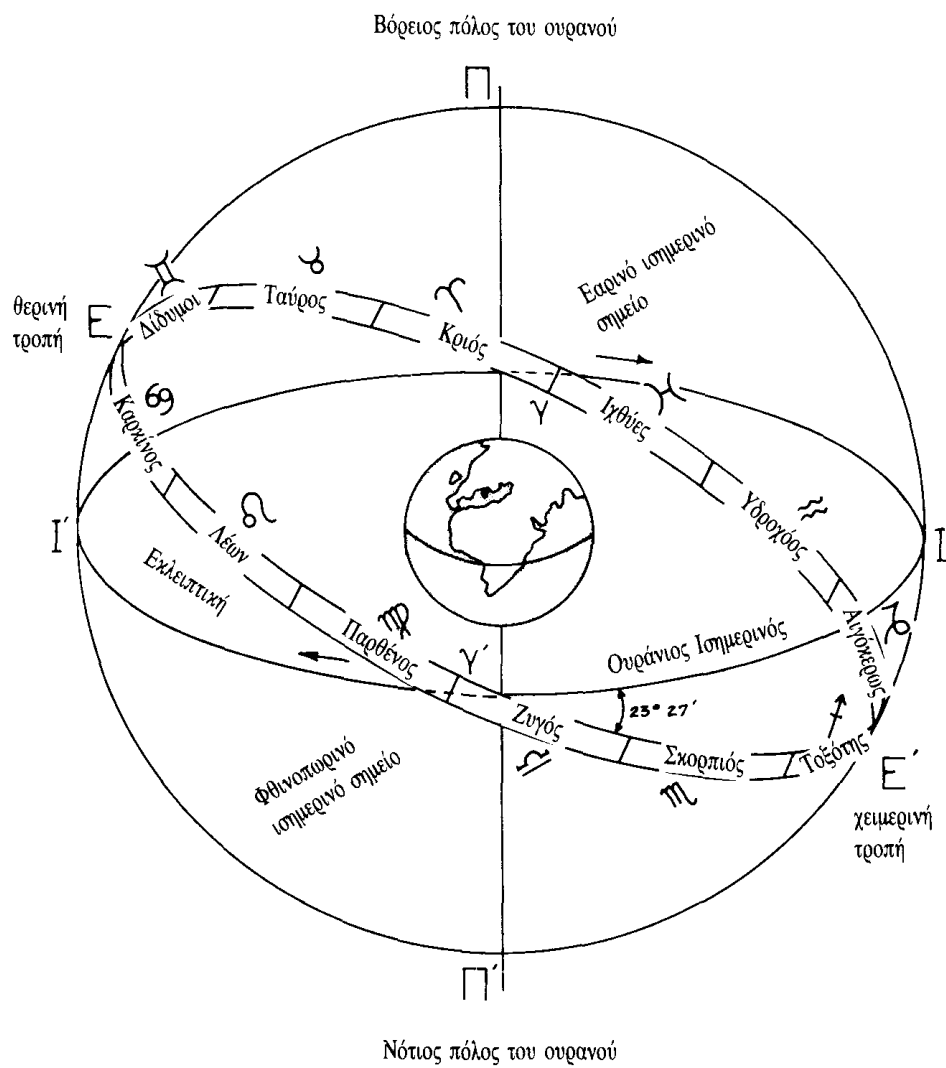 Βόρειος πόλος του ουρανού
Π
Εαρινό ισημερινό
σημείο
♉
♈
♊
Ταύρος
θερινή
τροπή
Ε
Δίδυμοι
Κριός
♋
Καρκίνος
γ
Ιχθύες
♓
♌
Λέων
Υδροχόος
♒
Ι´
Ι
Εκλειπτική
♍
Παρθένος
γ´
Ουράνιος Ισημερινός
Αιγόκερως
♑
Ζυγός
♎
23° 27´
Σκορπιός
♏
Τοξότης
♐
Ε´
χειμερινή
τροπή
Φθινοπωρινό
ισημερινό σημείο
Π´
Νότιος πόλος του ουρανού